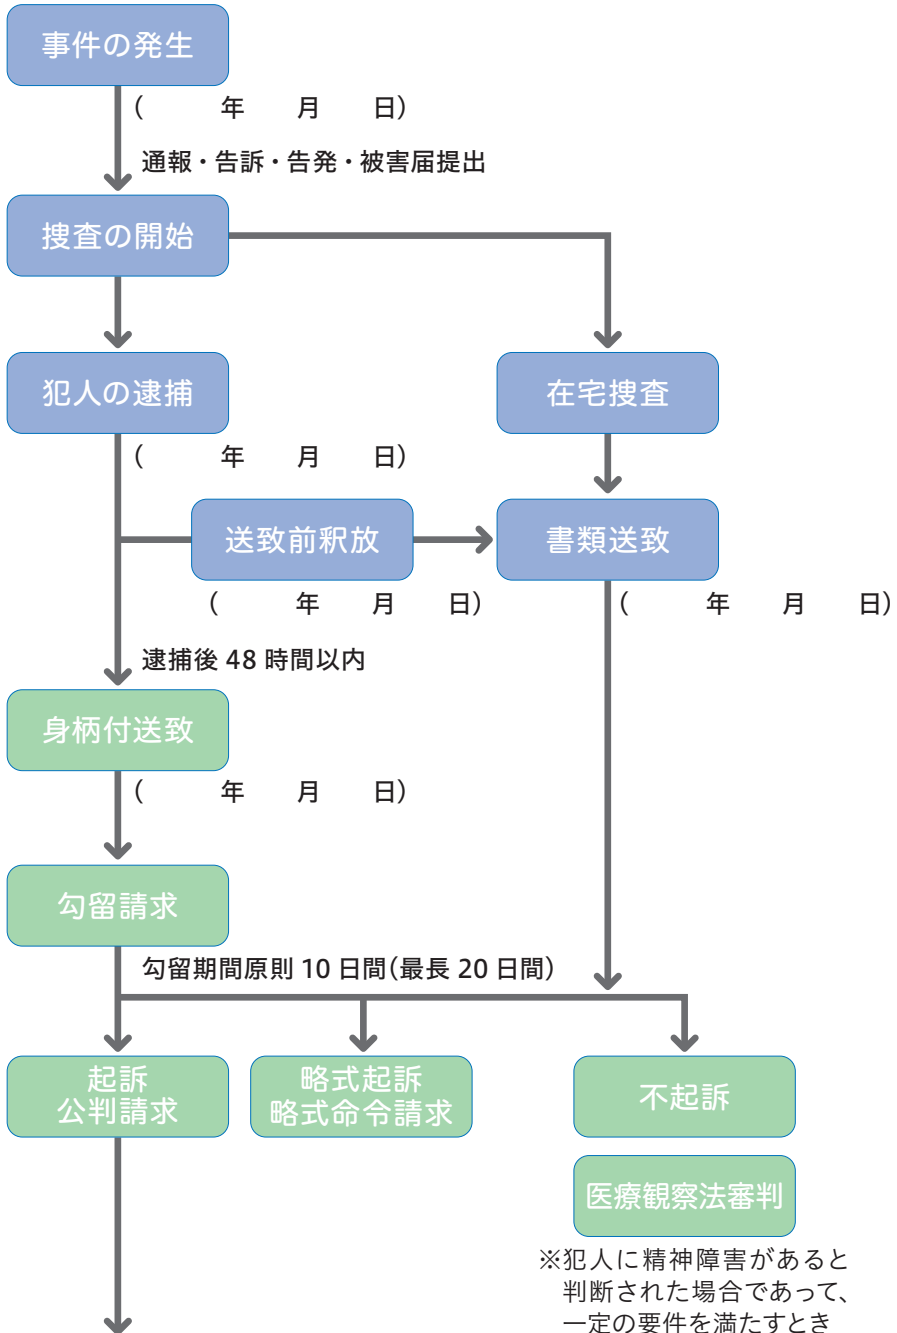 事件の発生
( 年 月 日)
通報・告訴・告発・被害届提出
捜査の開始
犯人の逮捕
在宅捜査
( 年 月 日)
送致前釈放
書類送致
( 年 月 日)
( 年 月 日)
逮捕後 48 時間以内
身柄付送致
( 年 月 日)
勾留請求
勾留期間原則 10 日間(最長 20 日間)
起訴
公判請求
略式起訴
略式命令請求
不起訴
医療観察法審判
※犯人に精神障害があると
判断された場合であって、
一定の要件を満たすとき